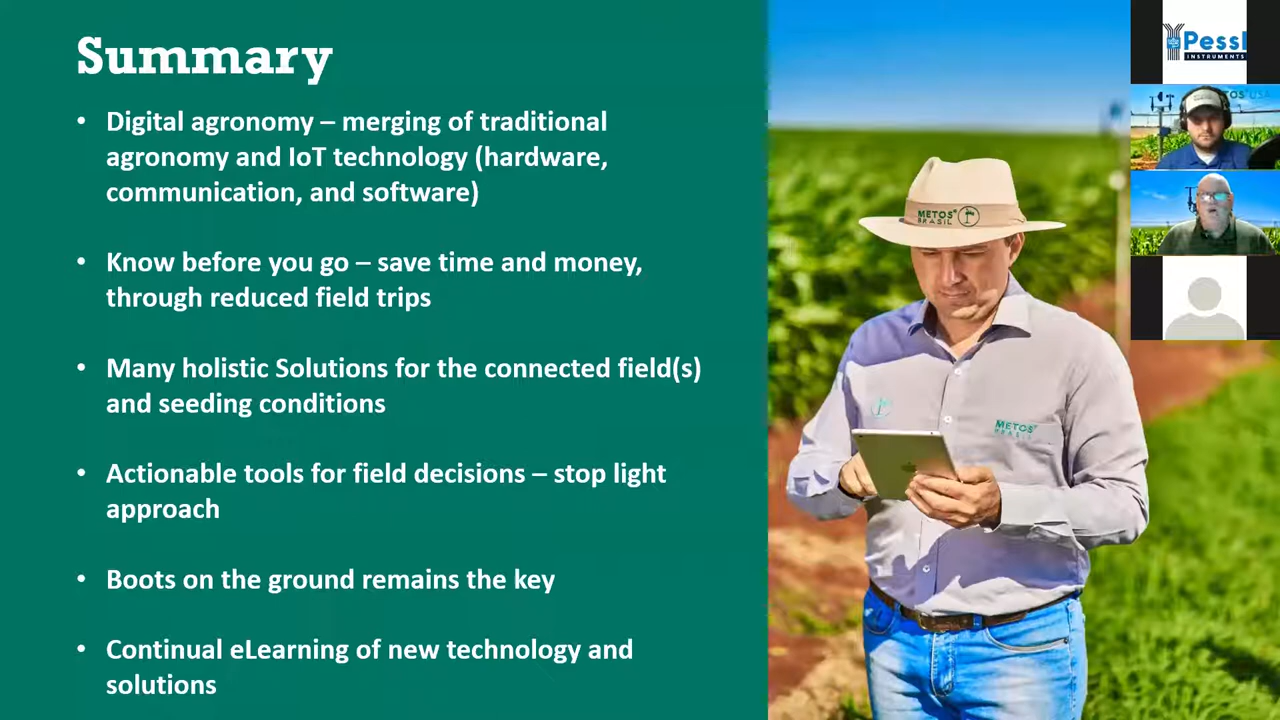 Summary
• Digital agronomy – merging of traditional
agronomy and IoT technology (hardware,
communication, and software)
• Know before you go – save time and money,
through reduced field trips
• Many holistic Solutions for the connected field(s)
and seeding conditions
• Actionable tools for field decisions – stop light
approach
• Boots on the ground remains the key
• Continual eLearning of new technology and
solutions
METOS®
BRASIL
METOS®
BRASIL
Pessl
INSTRUMENTS